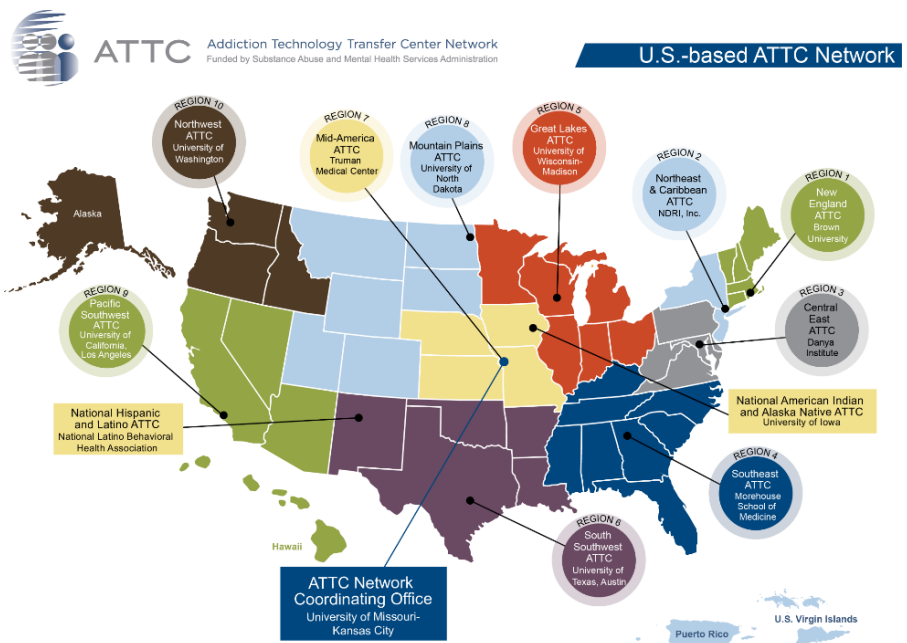 ATTC
Addiction Technology Transfer Center Network
Funded by Substance Abuse and Mental Health Services Administration
U.S.-based ATTC Network
REGION 10
Northwest
ATTC
University of
Washington
REGION 7
Mid-America
ATTC
Truman
Medical Center
REGION 8
Mountain Plains
ATTC
University of
North
Dakota
REGION 5
Great Lakes
ATTC
University of
Wisconsin-
Madison
REGION 2
Northeast
& Caribbean
ATTC
NDRI, Inc.
REGION 1
New
England
ATTC
Brown
University
Alaska
REGION 9
Pacific
Southwest
ATTC
University of
California,
Los Angeles
REGION 3
Central
East
ATTC
Danya
Institute
National Hispanic
and Latino ATTC
National Latino Behavioral
Health Association
National American Indian
and Alaska Native ATTC
University of Iowa
REGION 4
Southeast
ATTC
Morehouse
School of
Medicine
REGION 6
South
Southwest
ATTC
University of
Texas, Austin
Hawaii
ATTC Network
Coordinating Office
University of Missouri-
Kansas City
U.S. Virgin Islands
Puerto Rico